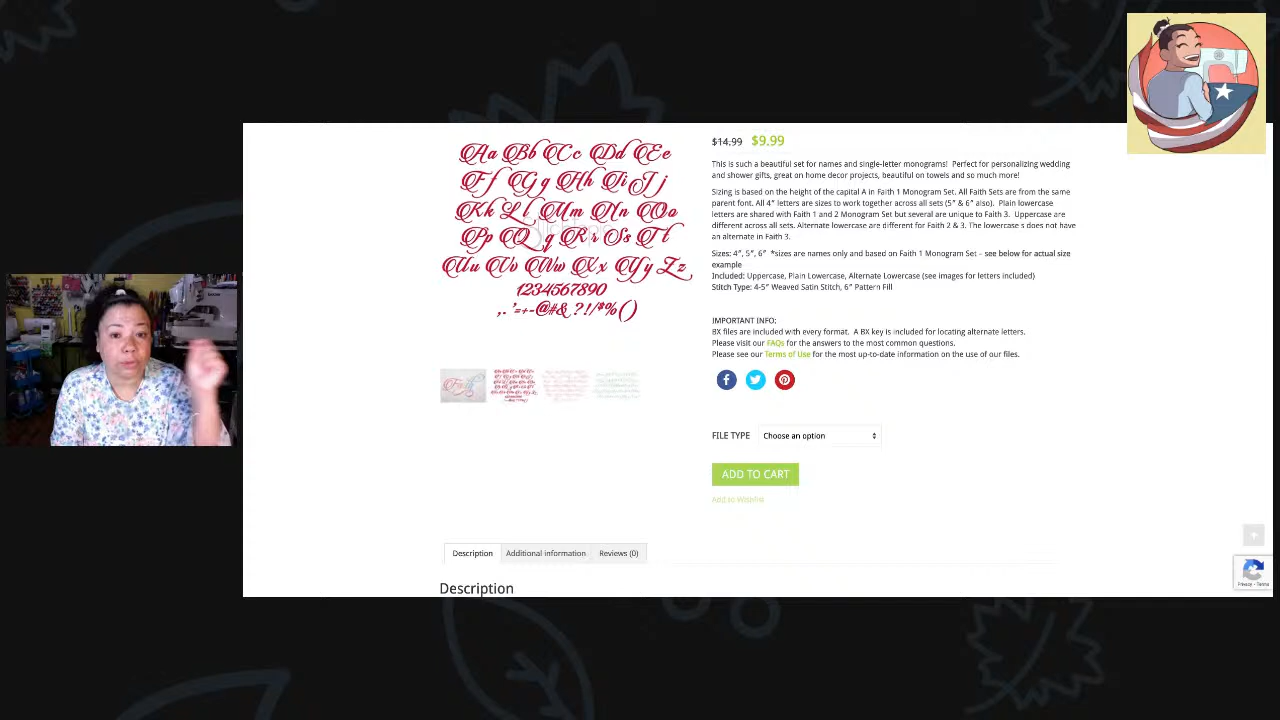 Aa Bb Cc Dd Ee
Ff Gg Hh Ii Jj
Kk Ll Mm Nn Oo
Pp Qq Rr Ss Tt
Uu Vv Ww Xx Yy Zz
1234567890
,.'=+-@#& ?!/$%()
$14.99 $9.99
This is such a beautiful set for names and single-letter monograms! Perfect for personalizing wedding
and shower gifts, great on home decor projects, beautiful on towels and so much more!
Sizing is based on the height of the capital A in Faith 1 Monogram Set. All Faith Sets are from the same
parent font. All 4″ letters are sizes to work together across all sets (5″ & 6″ also). Plain lowercase
letters are shared with Faith 1 and 2 Monogram Set but several are unique to Faith 3. Uppercase are
different across all sets. Alternate lowercase are different for Faith 2 & 3. The lowercase s does not have
an alternate in Faith 3.
Sizes: 4″, 5″, 6″ *sizes are names only and based on Faith 1 Monogram Set – see below for actual size
example
Included: Uppercase, Plain Lowercase, Alternate Lowercase (see images for letters included)
Stitch Type: 4-5″ Weaved Satin Stitch, 6″ Pattern Fill
IMPORTANT INFO:
BX files are included with every format. A BX key is included for locating alternate letters.
Please visit our FAQs for the answers to the most common questions.
Please see our Terms of Use for the most up-to-date information on the use of our files.
FILE TYPE Choose an option
ADD TO CART
Add to Wishlist
Description Additional information Reviews (0)
Description
Privacy - Terms